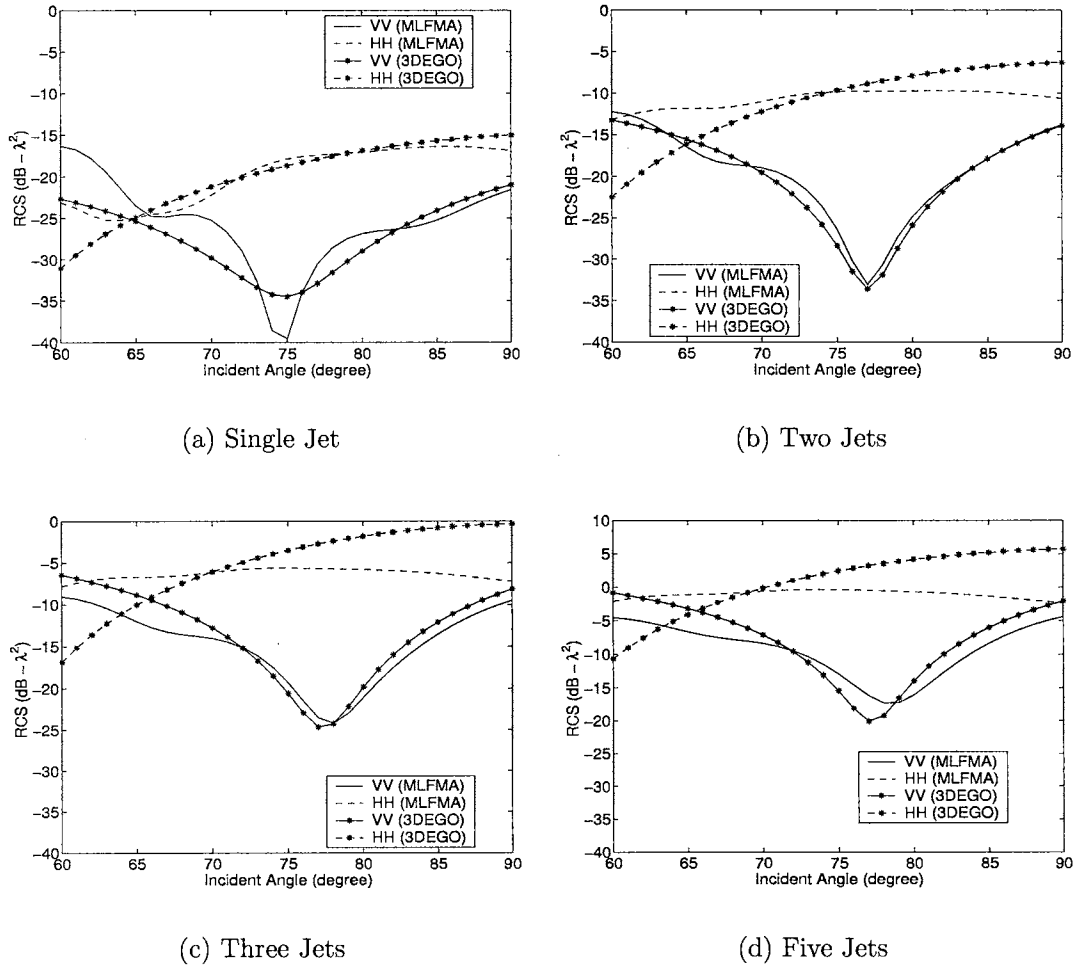 0
−5
−10
−15
−20
−25
−30
−35
−40
RCS (dB − λ²)
60 65 70 75 80 85 90
Incident Angle (degree)
VV (MLFMA)
HH (MLFMA)
VV (3DEGO)
HH (3DEGO)
(a) Single Jet
0
−5
−10
−15
−20
−25
−30
−35
−40
RCS (dB − λ²)
60 65 70 75 80 85 90
Incident Angle (degree)
VV (MLFMA)
HH (MLFMA)
VV (3DEGO)
HH (3DEGO)
(b) Two Jets
0
−5
−10
−15
−20
−25
−30
−35
−40
RCS (dB − λ²)
60 65 70 75 80 85 90
Incident Angle (degree)
VV (MLFMA)
HH (MLFMA)
VV (3DEGO)
HH (3DEGO)
(c) Three Jets
10
5
0
−5
−10
−15
−20
−25
−30
−35
−40
RCS (dB − λ²)
60 65 70 75 80 85 90
Incident Angle (degree)
VV (MLFMA)
HH (MLFMA)
VV (3DEGO)
HH (3DEGO)
(d) Five Jets